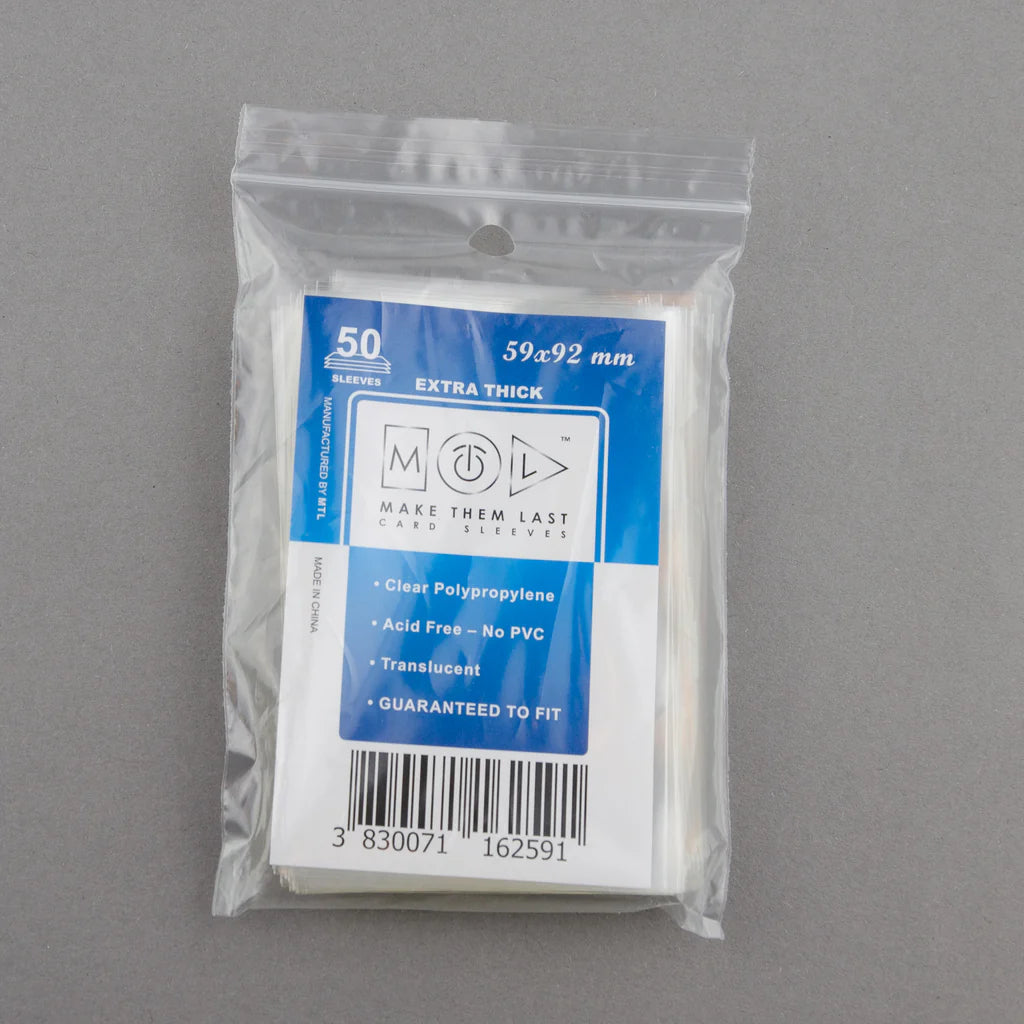 50
SLEEVES
59x92 mm
EXTRA THICK
MANUFACTURED BY MTL
M L ™
MAKE THEM LAST
CARD SLEEVES
MADE IN CHINA
• Clear Polypropylene
• Acid Free – No PVC
• Translucent
• GUARANTEED TO FIT
3 830071 162591